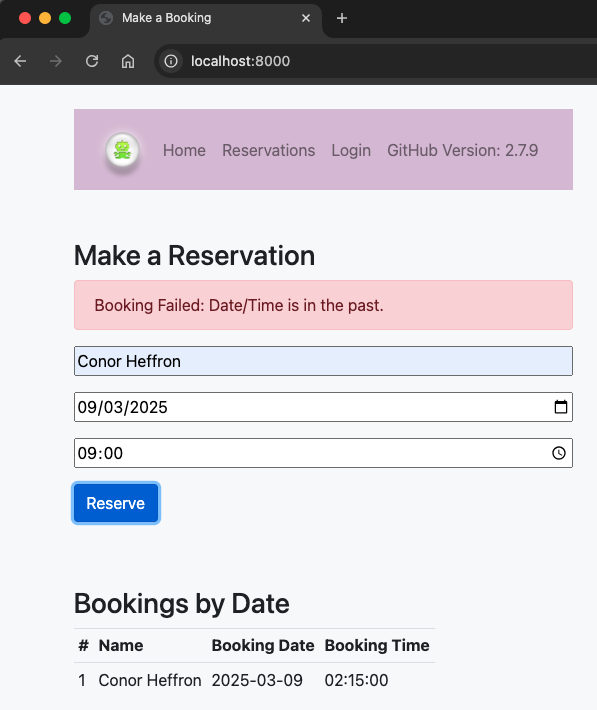 Make a Booking
localhost:8000
Home Reservations Login GitHub Version: 2.7.9
Make a Reservation
Booking Failed: Date/Time is in the past.
Conor Heffron
09/03/2025
09:00
Reserve
Bookings by Date
# Name Booking Date Booking Time
1 Conor Heffron 2025-03-09 02:15:00